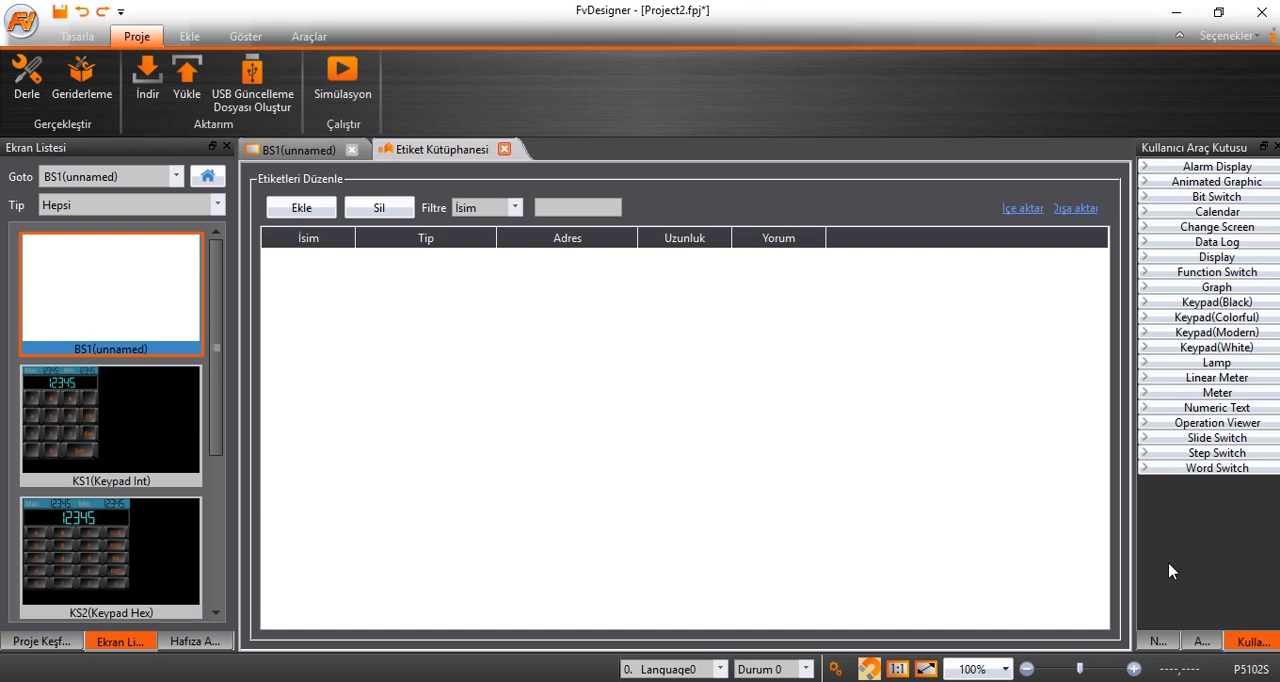 FvDesigner - [Project2.fpj*]
Tasarla Proje Ekle Göster Araçlar Seçenekler
Derle Geriderleme İndir Yükle USB Güncelleme Dosyası Oluştur Simülasyon
Gerçekleştir Aktarım Çalıştır
Ekran Listesi
Goto BS1(unnamed)
Tip Hepsi
BS1(unnamed)
KS1(Keypad Int)
KS2(Keypad Hex)
12345
12345
Proje Keşf... Ekran Li... Hafıza A...
BS1(unnamed) Etiket Kütüphanesi
Etiketleri Düzenle
Ekle Sil Filtre İsim İçe aktar Dışa aktar
İsim Tip Adres Uzunluk Yorum
Kullanıcı Araç Kutusu
Alarm Display
Animated Graphic
Bit Switch
Calendar
Change Screen
Data Log
Display
Function Switch
Graph
Keypad(Black)
Keypad(Colorful)
Keypad(Modern)
Keypad(White)
Lamp
Linear Meter
Meter
Numeric Text
Operation Viewer
Slide Switch
Step Switch
Word Switch
N... A... Kulla...
0. Language0 Durum 0 1:1 100% ----,---- P5102S